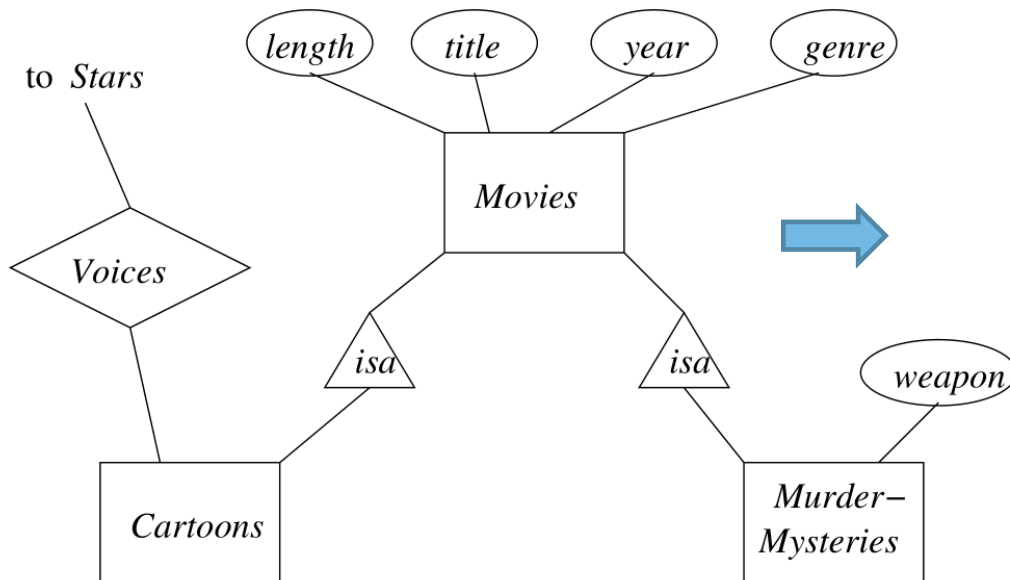 length title year genre
to Stars
Movies
Voices
isa isa
weapon
Cartoons
Murder–
Mysteries